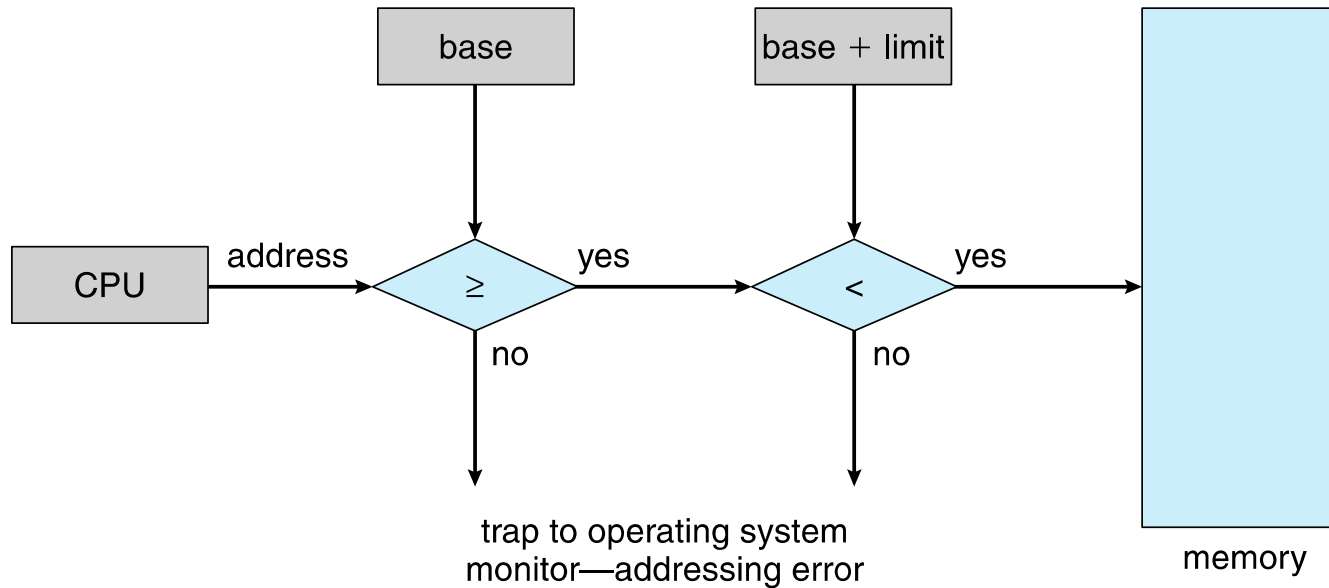 base
base + limit
CPU
address
≥
yes
<
yes
no
no
trap to operating system
monitor—addressing error
memory